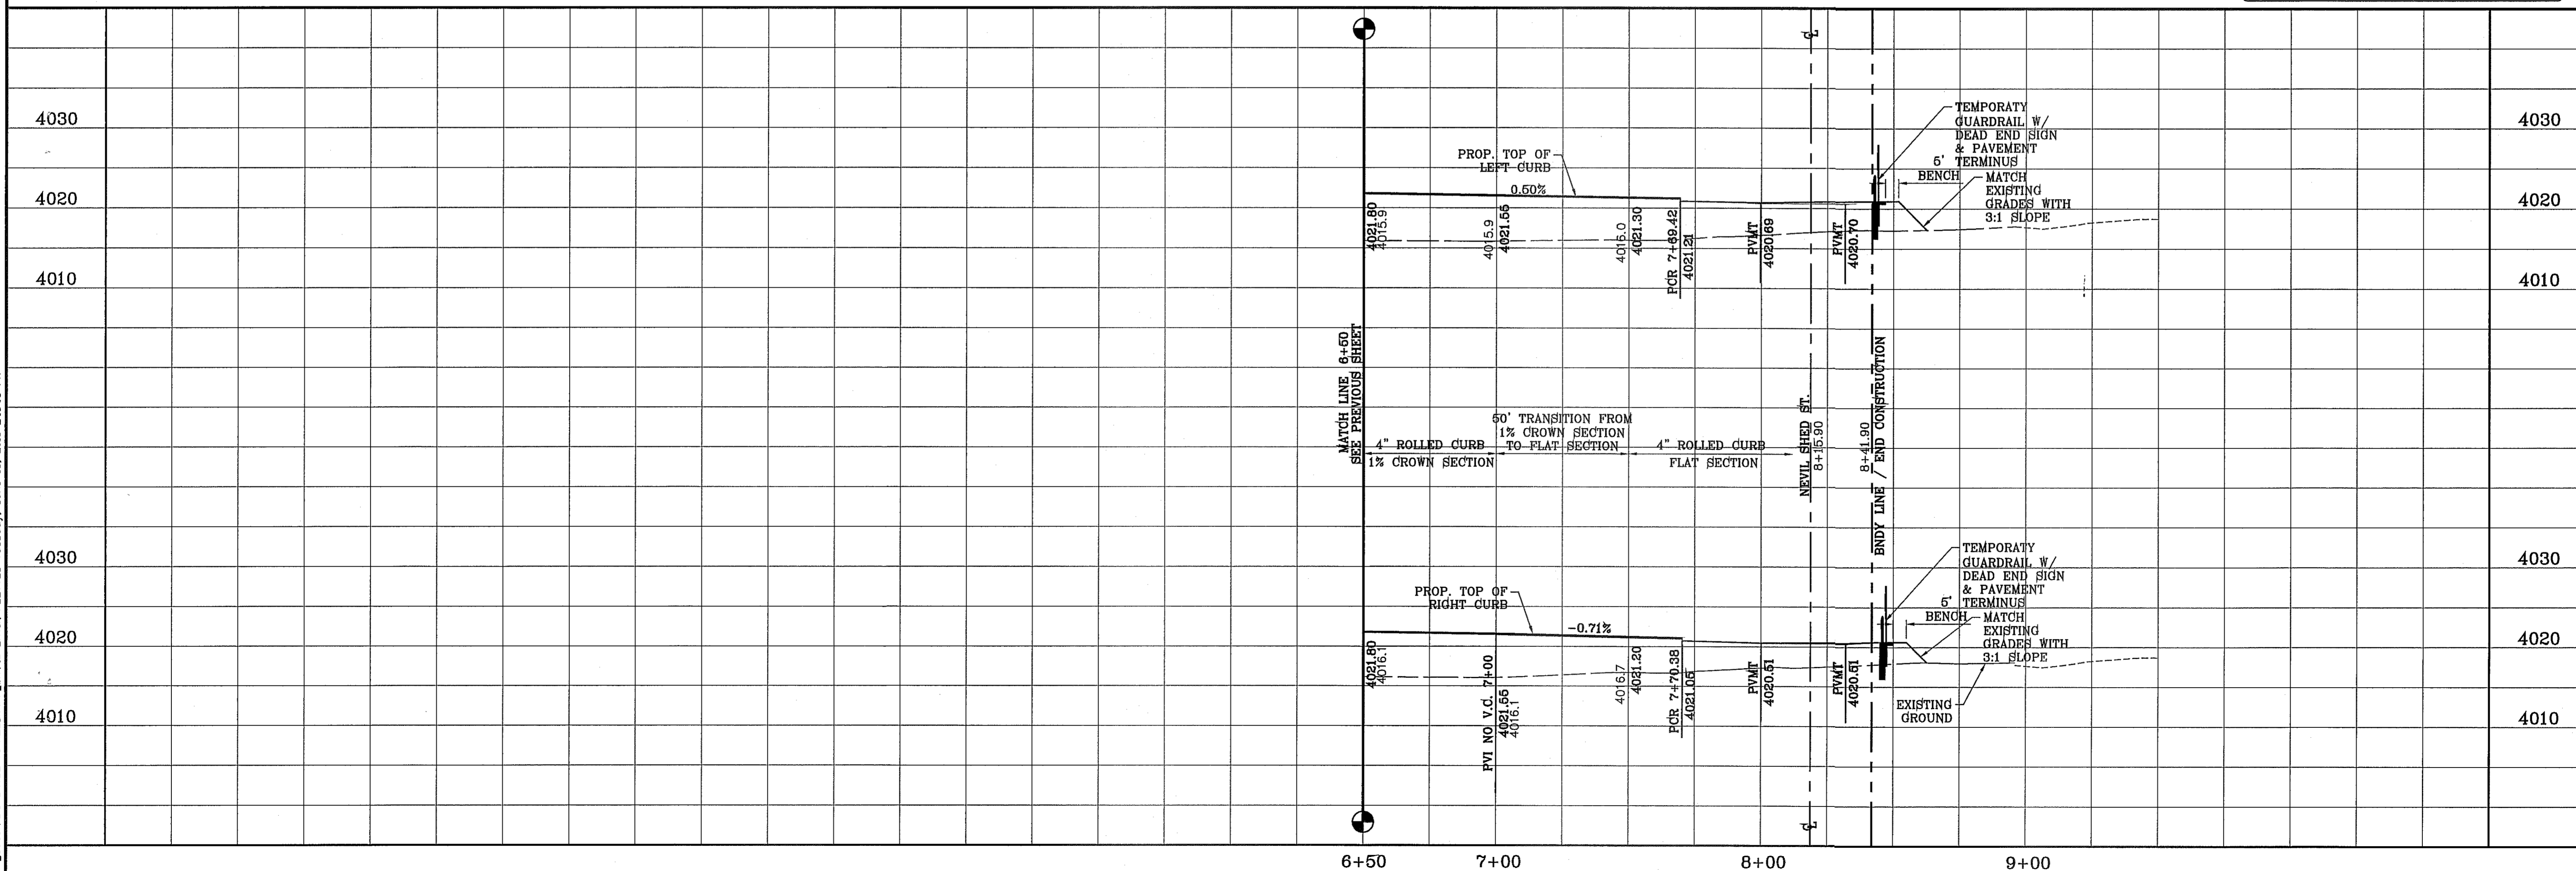 4030
4020
4010
4030
4020
4010
4030
4020
4010
4030
4020
4010
PROP. TOP OF
LEFT CURB
0.50%
4021.80
4015.9
4015.9
4021.55
4016.0
4021.30
PCR 7+69.42
4021.21
PVMT
4020.69
PVMT
4020.70
TEMPORATY
GUARDRAIL W/
DEAD END SIGN
& PAVEMENT
TERMINUS
5'
BENCH
MATCH
EXISTING
GRADES WITH
3:1 SLOPE
MATCH LINE 6+50
SEE PREVIOUS SHEET
4" ROLLED CURB
1% CROWN SECTION
50' TRANSITION FROM
1% CROWN SECTION
TO FLAT SECTION
4" ROLLED CURB
FLAT SECTION
NEVIL SHED ST.
8+15.90
8+41.90
BNDY LINE / END CONSTRUCTION
PROP. TOP OF
RIGHT CURB
-0.71%
4021.80
4016.1
PVI NO V.C. 7+00
4021.55
4016.1
4016.7
4021.20
PCR 7+70.38
4021.05
PVMT
4020.51
PVMT
4020.51
TEMPORATY
GUARDRAIL W/
DEAD END SIGN
& PAVEMENT
TERMINUS
5'
BENCH
MATCH
EXISTING
GRADES WITH
3:1 SLOPE
EXISTING
GROUND
6+50
7+00
8+00
9+00